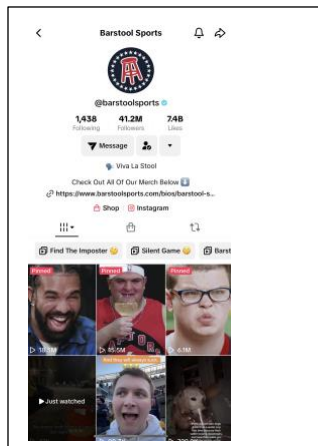 Barstool Sports
@barstoolsports
1,438 41.2M 7.4B
Following Followers Likes
Message
Viva La Stool
Check Out All Of Our Merch Below
https://www.barstoolsports.com/bios/barstool-s...
Shop Instagram
Find The Imposter Silent Game Barst
Pinned Pinned Pinned
15.5M
Just watched